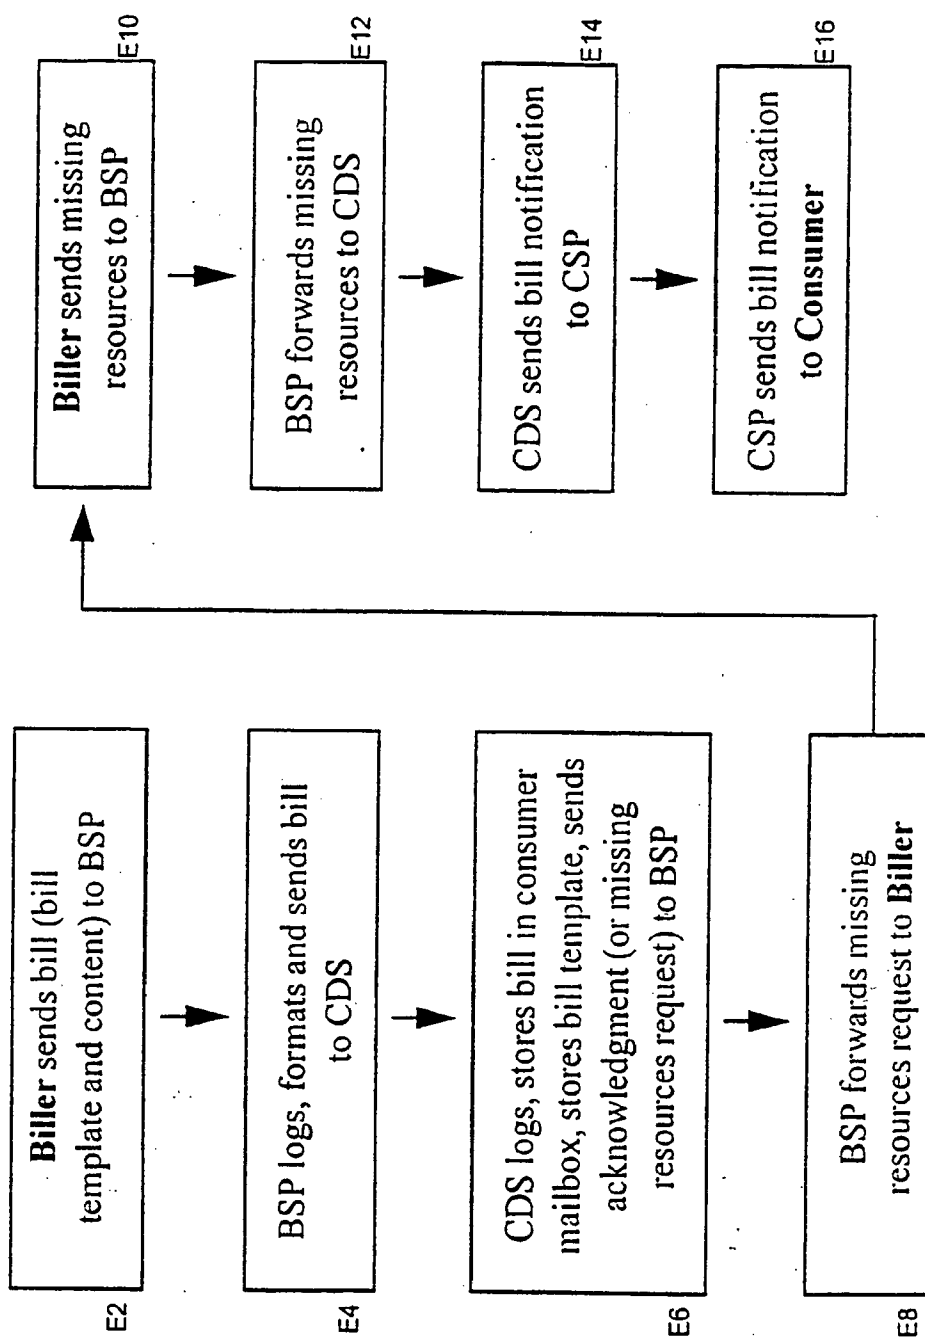 Biller sends bill (bill
template and content) to BSP
E2
BSP logs, formats and sends bill
to CDS
E4
CDS logs, stores bill in consumer
mailbox, stores bill template, sends
acknowledgment (or missing
resources request) to BSP
E6
BSP forwards missing
resources request to Biller
E8
Biller sends missing
resources to BSP
E10
BSP forwards missing
resources to CDS
E12
CDS sends bill notification
to CSP
E14
CSP sends bill notification
to Consumer
E16